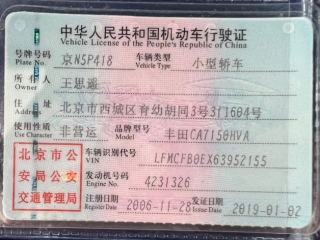 中华人民共和国机动车行驶证
Vehicle License of the People's Republic of China
号牌号码 京N5P418 车辆类型 小型轿车
Plate No. Vehicle Type
所有人 王思遥
Owner
住址 北京市西城区育幼胡同3号3门684号
Address
使用性质 非营运 品牌型号 丰田CA7150HVA
Use Character Model
北京市公安局公安交通管理局
车辆识别代号 LFMCFB0EX63952155
VIN
发动机号码 4231326
Engine No.
注册日期 2006-11-20 发证日期 2019-01-02
Register Date Issue Date